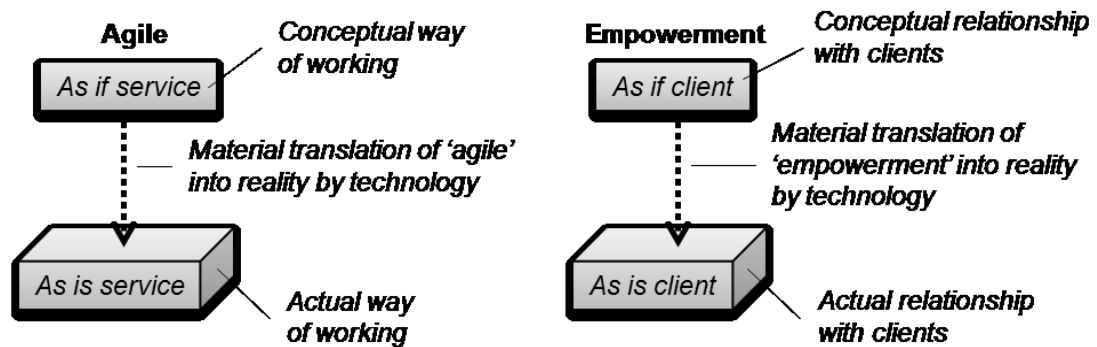 Agile
Conceptual way
of working
As if service
Material translation of ‘agile’
into reality by technology
As is service
Actual way
of working
Empowerment
Conceptual relationship
with clients
As if client
Material translation of
‘empowerment’ into reality
by technology
As is client
Actual relationship
with clients